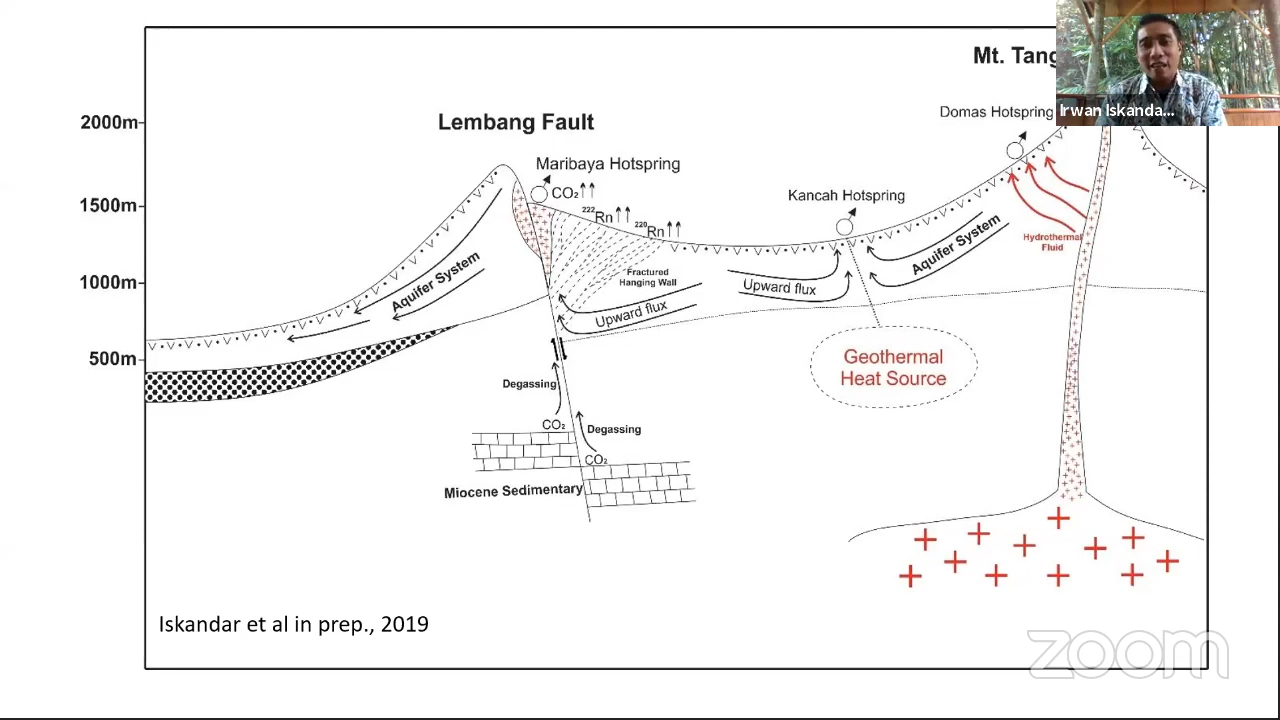 Mt. Tang
Irwan Iskanda...
Domas Hotspring
2000m
Lembang Fault
Maribaya Hotspring
CO₂↑↑
²²²Rn↑↑
²²⁰Rn↑↑
Kancah Hotspring
1500m
Hydrothermal
Fluid
Aquifer System
Aquifer System
Fractured
Hanging Wall
1000m
Upward flux
Upward flux
500m
Geothermal
Heat Source
Degassing
CO₂
Degassing
CO₂
Miocene Sedimentary
Iskandar et al in prep., 2019
zoom